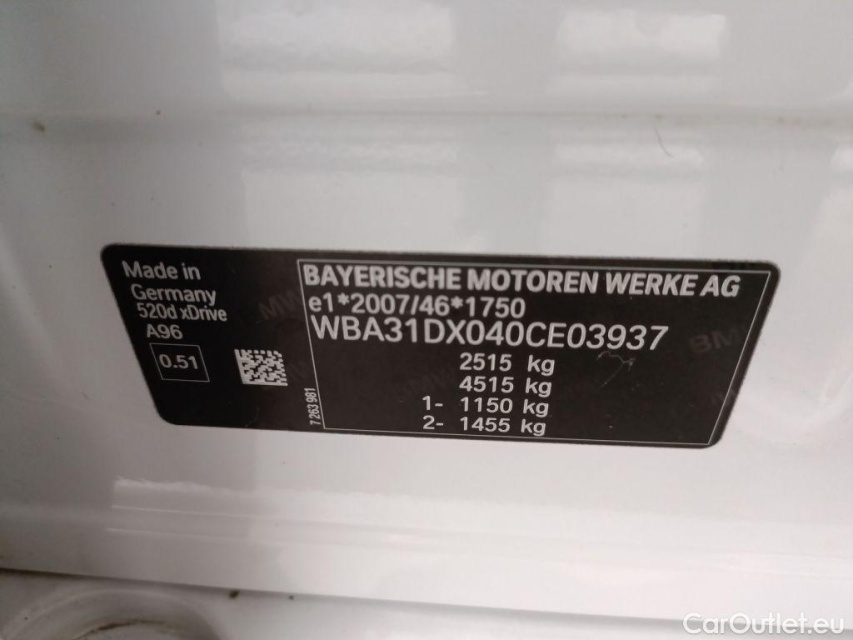 Made in
Germany
520d xDrive
A96
0.51
7 263 981
BAYERISCHE MOTOREN WERKE AG
e1*2007/46*1750
WBA31DX040CE03937
2515 kg
4515 kg
1- 1150 kg
2- 1455 kg
CarOutlet.eu